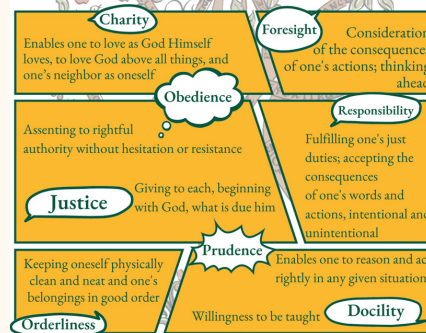 Charity
Enables one to love as God Himself
loves, to love God above all things, and
one's neighbor as oneself
Foresight
Consideration
of the consequence
of one's actions; thinking
ahead
Obedience
Assenting to rightful
authority without hesitation or resistance
Responsibility
Fulfilling one's just
duties; accepting the
consequences
of one's words and
actions, intentional and
unintentional
Justice
Giving to each, beginning
with God, what is due him
Prudence
Enables one to reason and ac
rightly in any given situation
Keeping oneself physically
clean and neat and one's
belongings in good order
Orderliness
Willingness to be taught
Docility